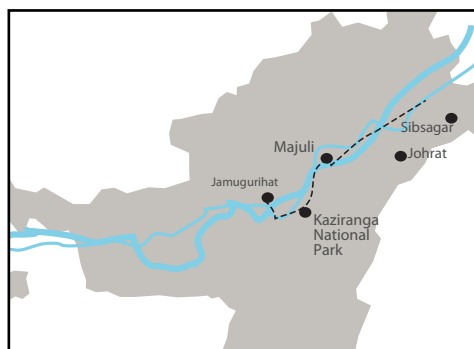 Sibsagar
Majuli
Johrat
Jamugurihat
Kaziranga
National
Park